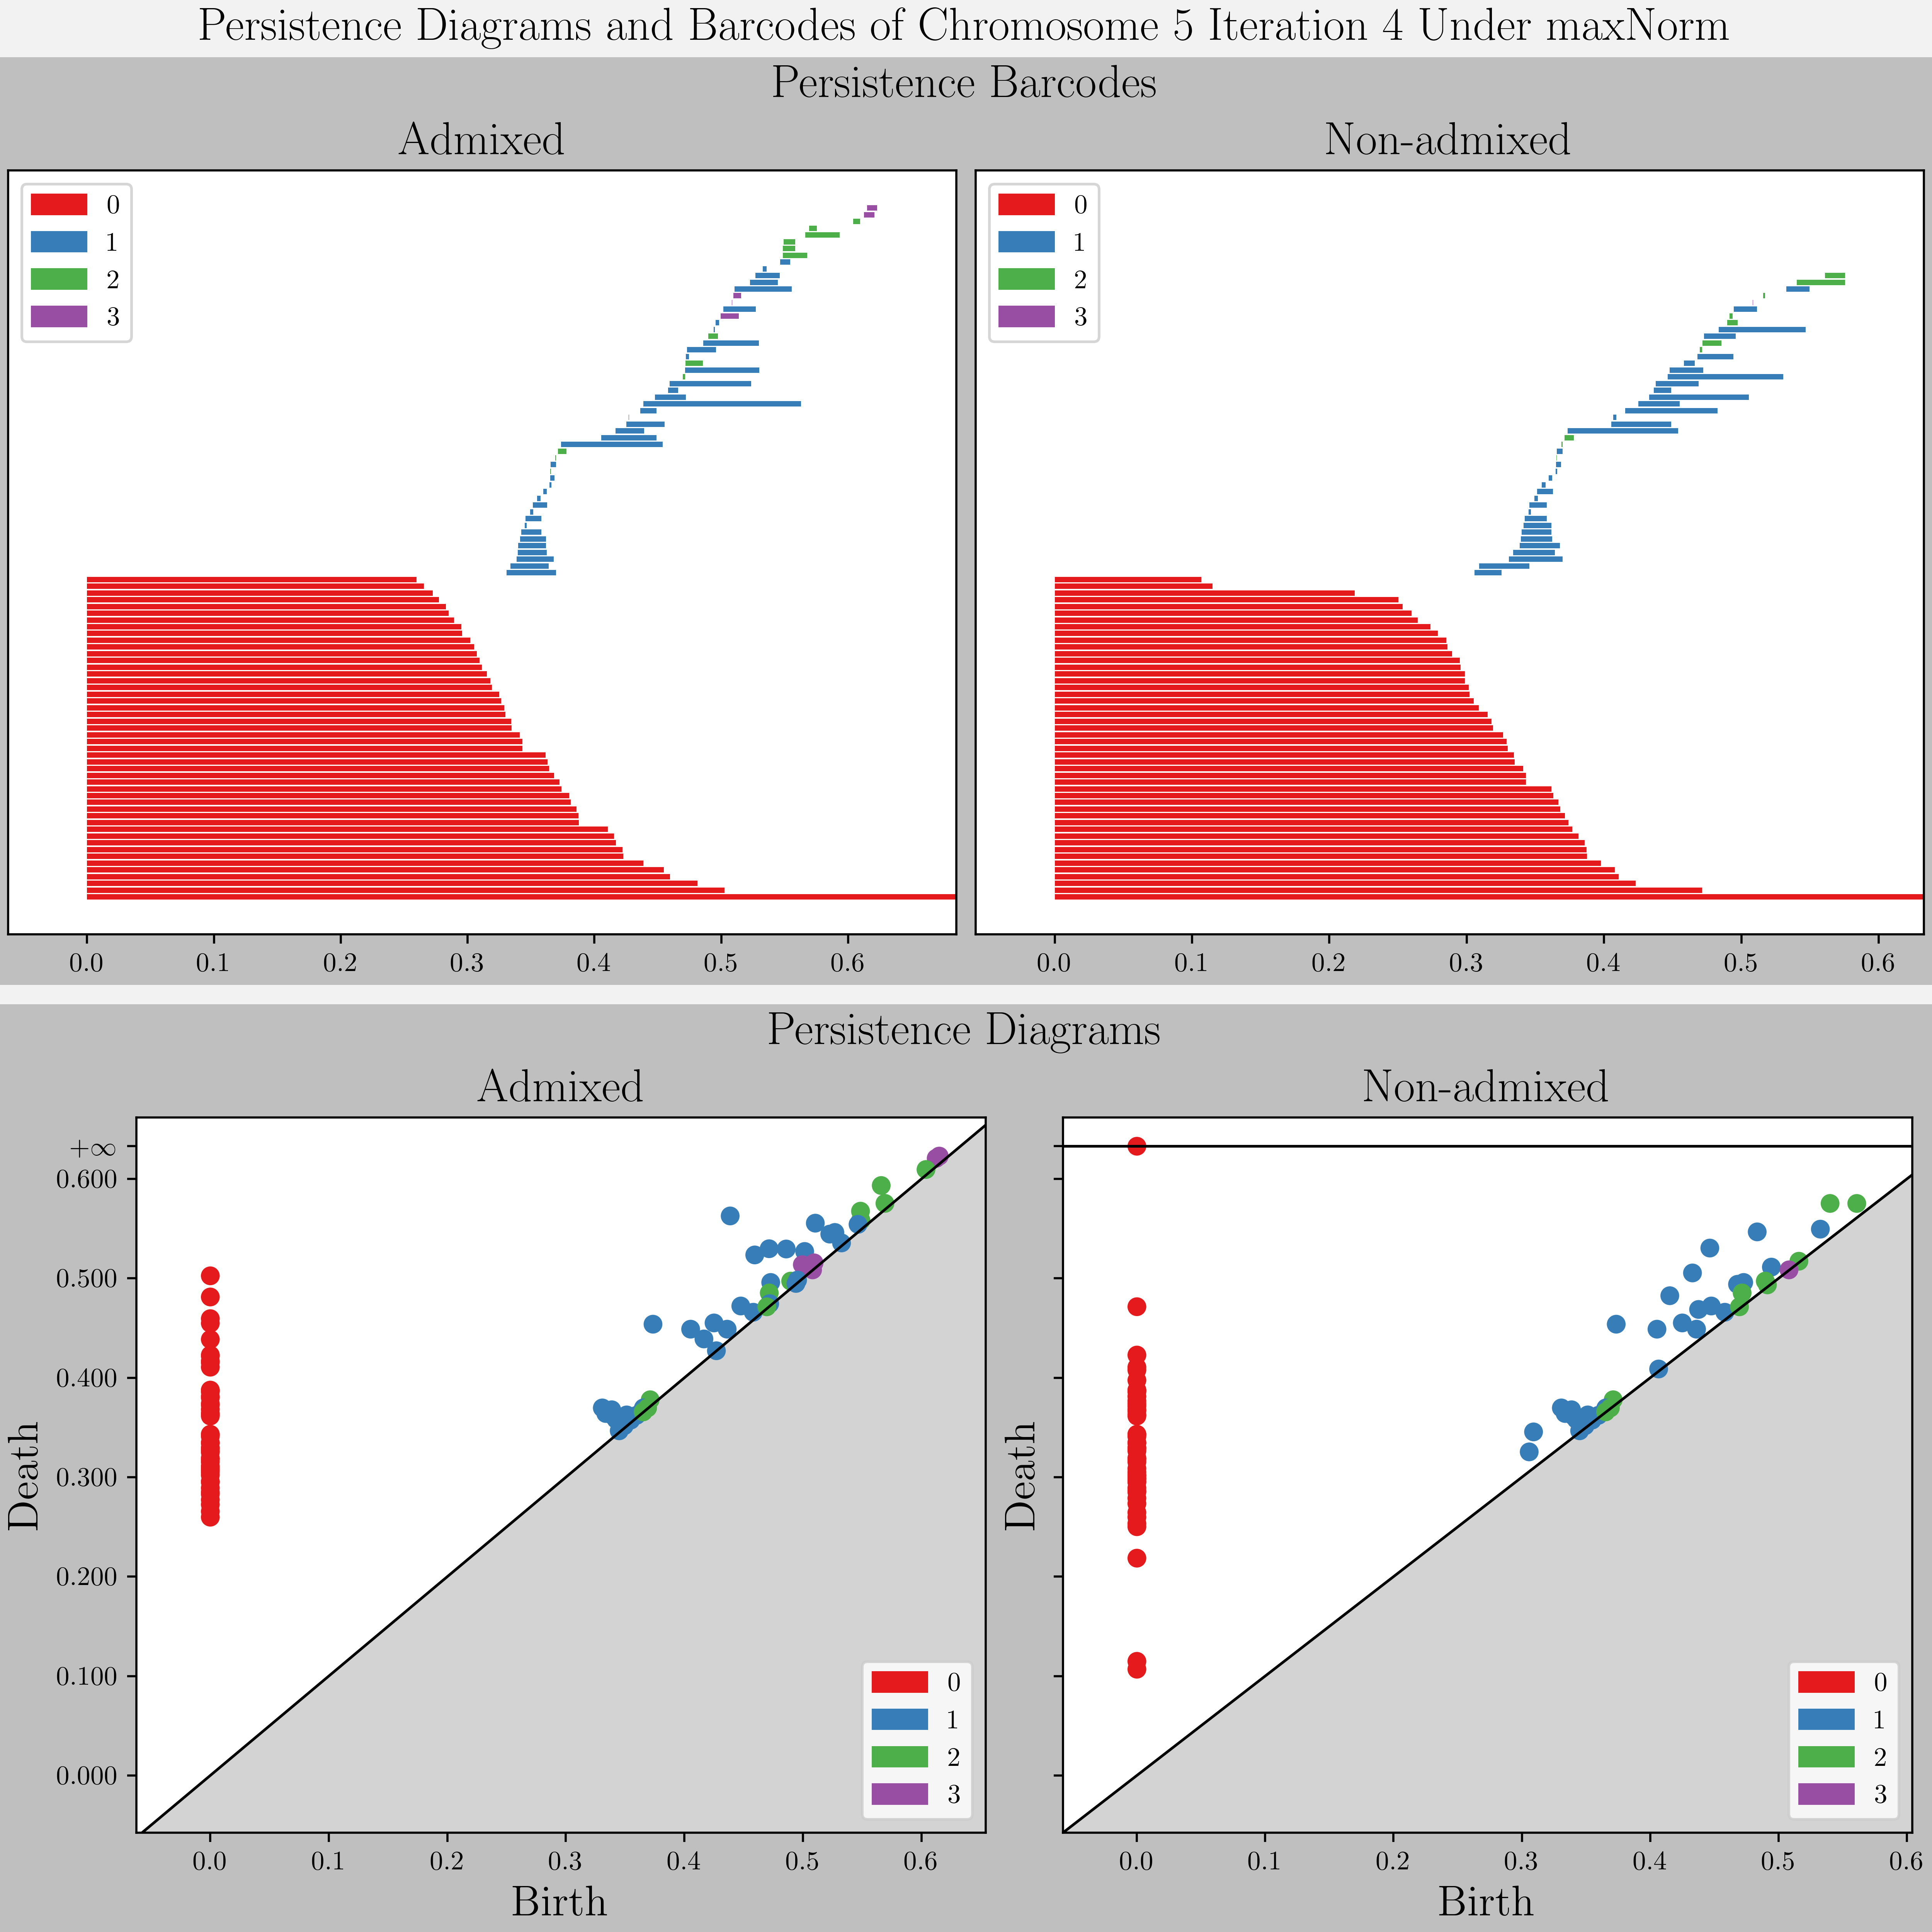 Persistence Diagrams and Barcodes of Chromosome 5 Iteration 4 Under maxNorm
Persistence Barcodes
Admixed
Non-admixed
0
1
2
3
0
1
2
3
0.0 0.1 0.2 0.3 0.4 0.5 0.6
0.0 0.1 0.2 0.3 0.4 0.5 0.6
Persistence Diagrams
Admixed
Non-admixed
+∞
0.600
0.500
0.400
0.300
0.200
0.100
0.000
Death
0
1
2
3
0.0 0.1 0.2 0.3 0.4 0.5 0.6
Birth
Death
0
1
2
3
0.0 0.1 0.2 0.3 0.4 0.5 0.6
Birth